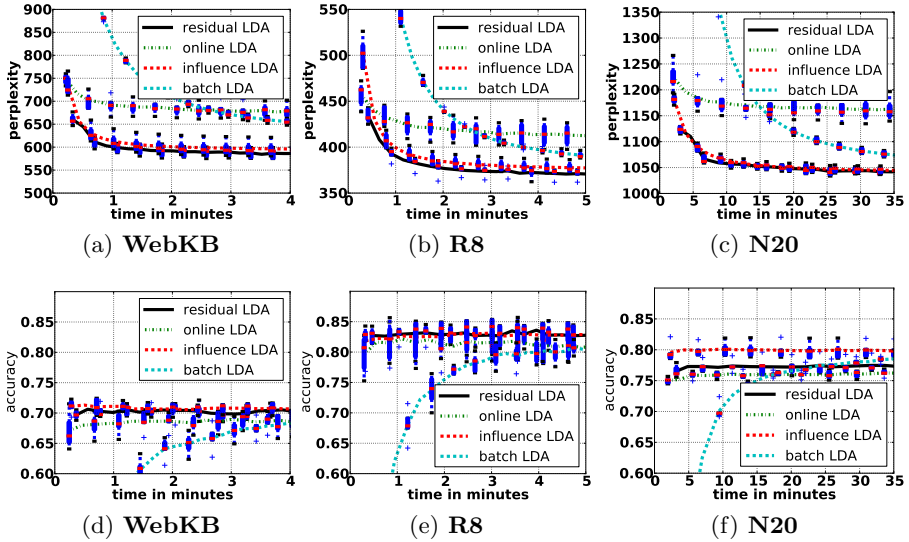 900
850
800
750
700
650
600
550
500
perplexity
0 1 2 3 4
time in minutes
residual LDA
online LDA
influence LDA
batch LDA
(a) WebKB
550
500
450
400
350
perplexity
0 1 2 3 4 5
time in minutes
residual LDA
online LDA
influence LDA
batch LDA
(b) R8
1350
1300
1250
1200
1150
1100
1050
1000
perplexity
0 5 10 15 20 25 30 35
time in minutes
residual LDA
online LDA
influence LDA
batch LDA
(c) N20
0.85
0.80
0.75
0.70
0.65
0.60
accuracy
0 1 2 3 4
time in minutes
residual LDA
online LDA
influence LDA
batch LDA
(d) WebKB
0.85
0.80
0.75
0.70
0.65
0.60
accuracy
0 1 2 3 4 5
time in minutes
residual LDA
online LDA
influence LDA
batch LDA
(e) R8
0.85
0.80
0.75
0.70
0.65
0.60
accuracy
0 5 10 15 20 25 30 35
time in minutes
residual LDA
online LDA
influence LDA
batch LDA
(f) N20